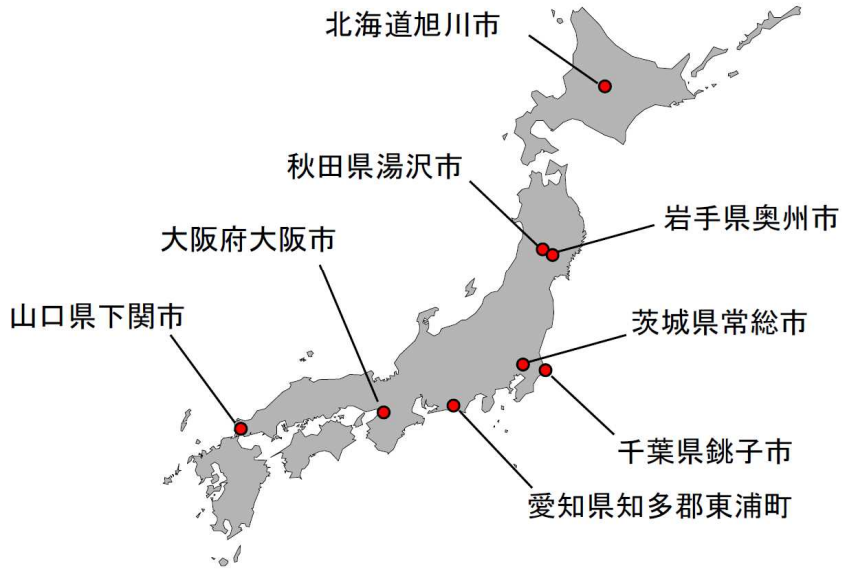 北海道旭川市
秋田県湯沢市
岩手県奥州市
大阪府大阪市
山口県下関市
茨城県常総市
千葉県銚子市
愛知県知多郡東浦町